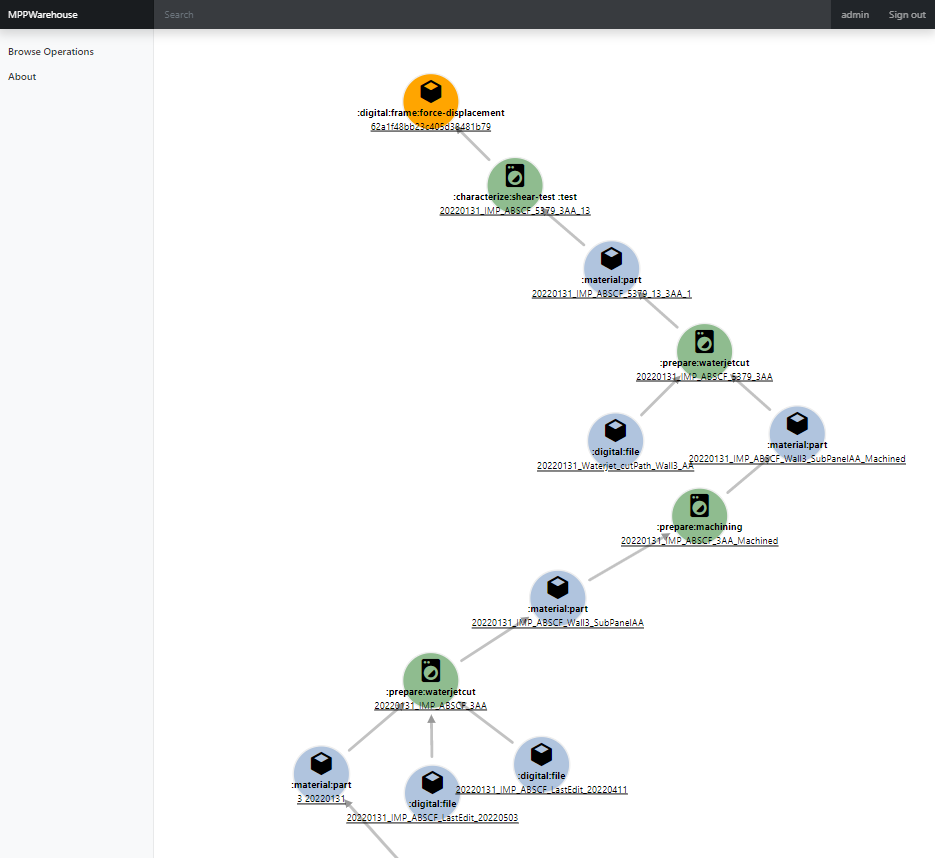 MPPWarehouse
Search
admin
Sign out
Browse Operations
About
:digital:frame:force-displacement
62a1f48bb23c405d38481b79
:characterize:shear-test :test
20220131_IMP_ABSCF_5379_3AA_13
:material:part
20220131_IMP_ABSCF_5379_13_3AA_1
:prepare:waterjetcut
20220131_IMP_ABSCF_5379_3AA
:digital:file
20220131_Waterjet_cutPath_Wall3_AA
:material:part
20220131_IMP_ABSCF_Wall3_SubPanelAA_Machined
:prepare:machining
20220131_IMP_ABSCF_3AA_Machined
:material:part
20220131_IMP_ABSCF_Wall3_SubPanelAA
:prepare:waterjetcut
20220131_IMP_ABSCF_3AA
:material:part
3 20220131
:digital:file
20220131_IMP_ABSCF_LastEdit_20220411
:digital:file
20220131_IMP_ABSCF_LastEdit_20220503